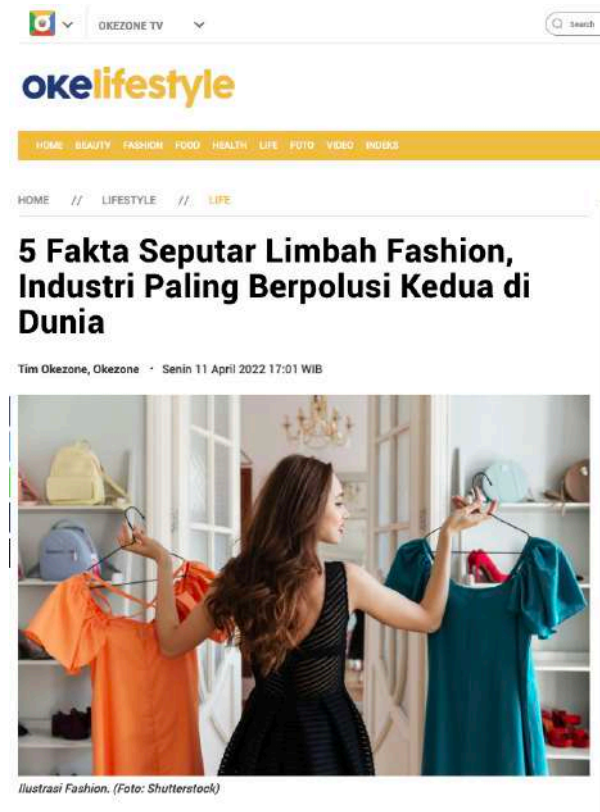 OKEZONE TV
Search
okelifestyle
HOME BEAUTY FASHION FOOD HEALTH LIFE FOTO VIDEO INDEKS
HOME // LIFESTYLE // LIFE
5 Fakta Seputar Limbah Fashion,
Industri Paling Berpolusi Kedua di
Dunia
Tim Okezone, Okezone · Senin 11 April 2022 17:01 WIB
Ilustrasi Fashion. (Foto: Shutterstock)